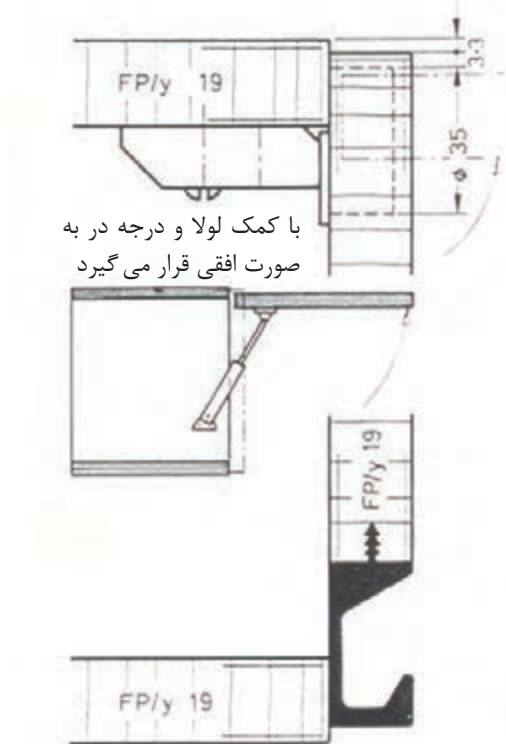 FP/y 19
3.3
ϕ 35
با کمک لولا و درجه در به
صورت افقی قرار می گیرد
FP/y 19
FP/y 19